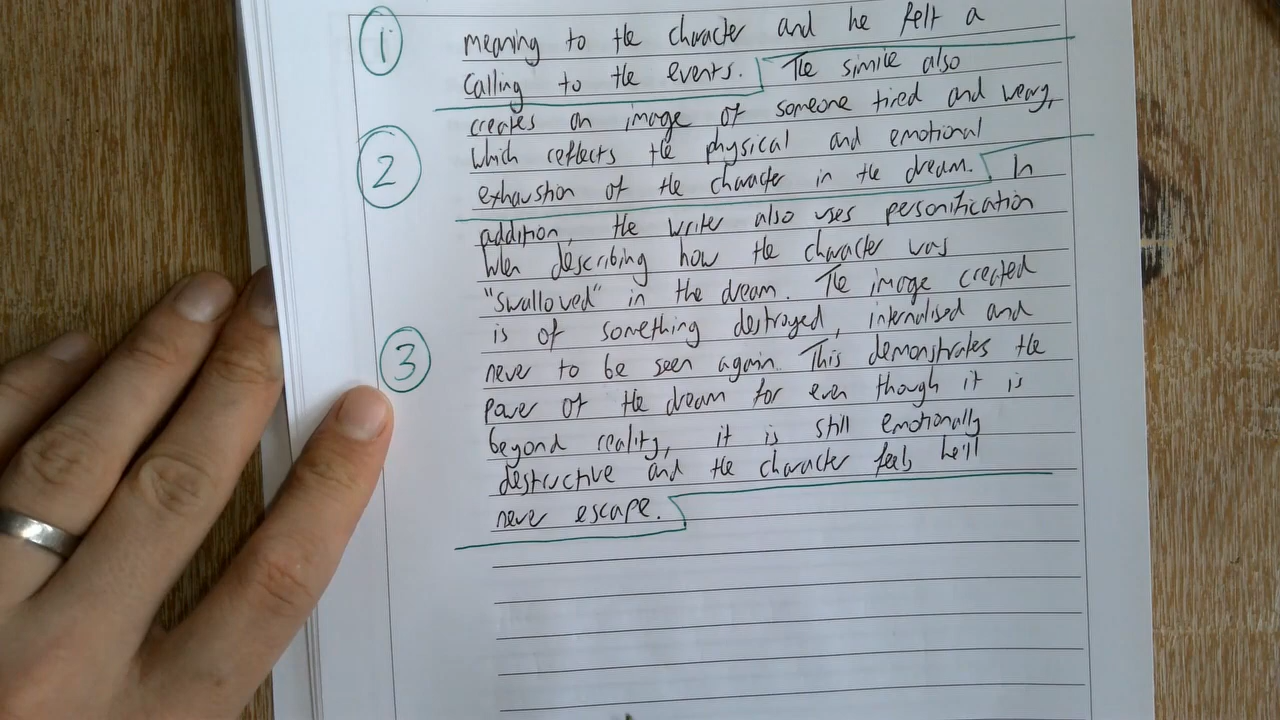 ① meaning to the character and he felt a
calling to the events. The simile also
creates an image of someone tired and weary,
② which reflects the physical and emotional
exhaustion of the character in the dream. In
addition, the writer also uses personification
when describing how the character was
"swallowed" in the dream. The image created
is of something destroyed, internalised and
③ never to be seen again. This demonstrates the
power of the dream for even though it is
beyond reality, it is still emotionally
destructive and the character feels he'll
never escape.